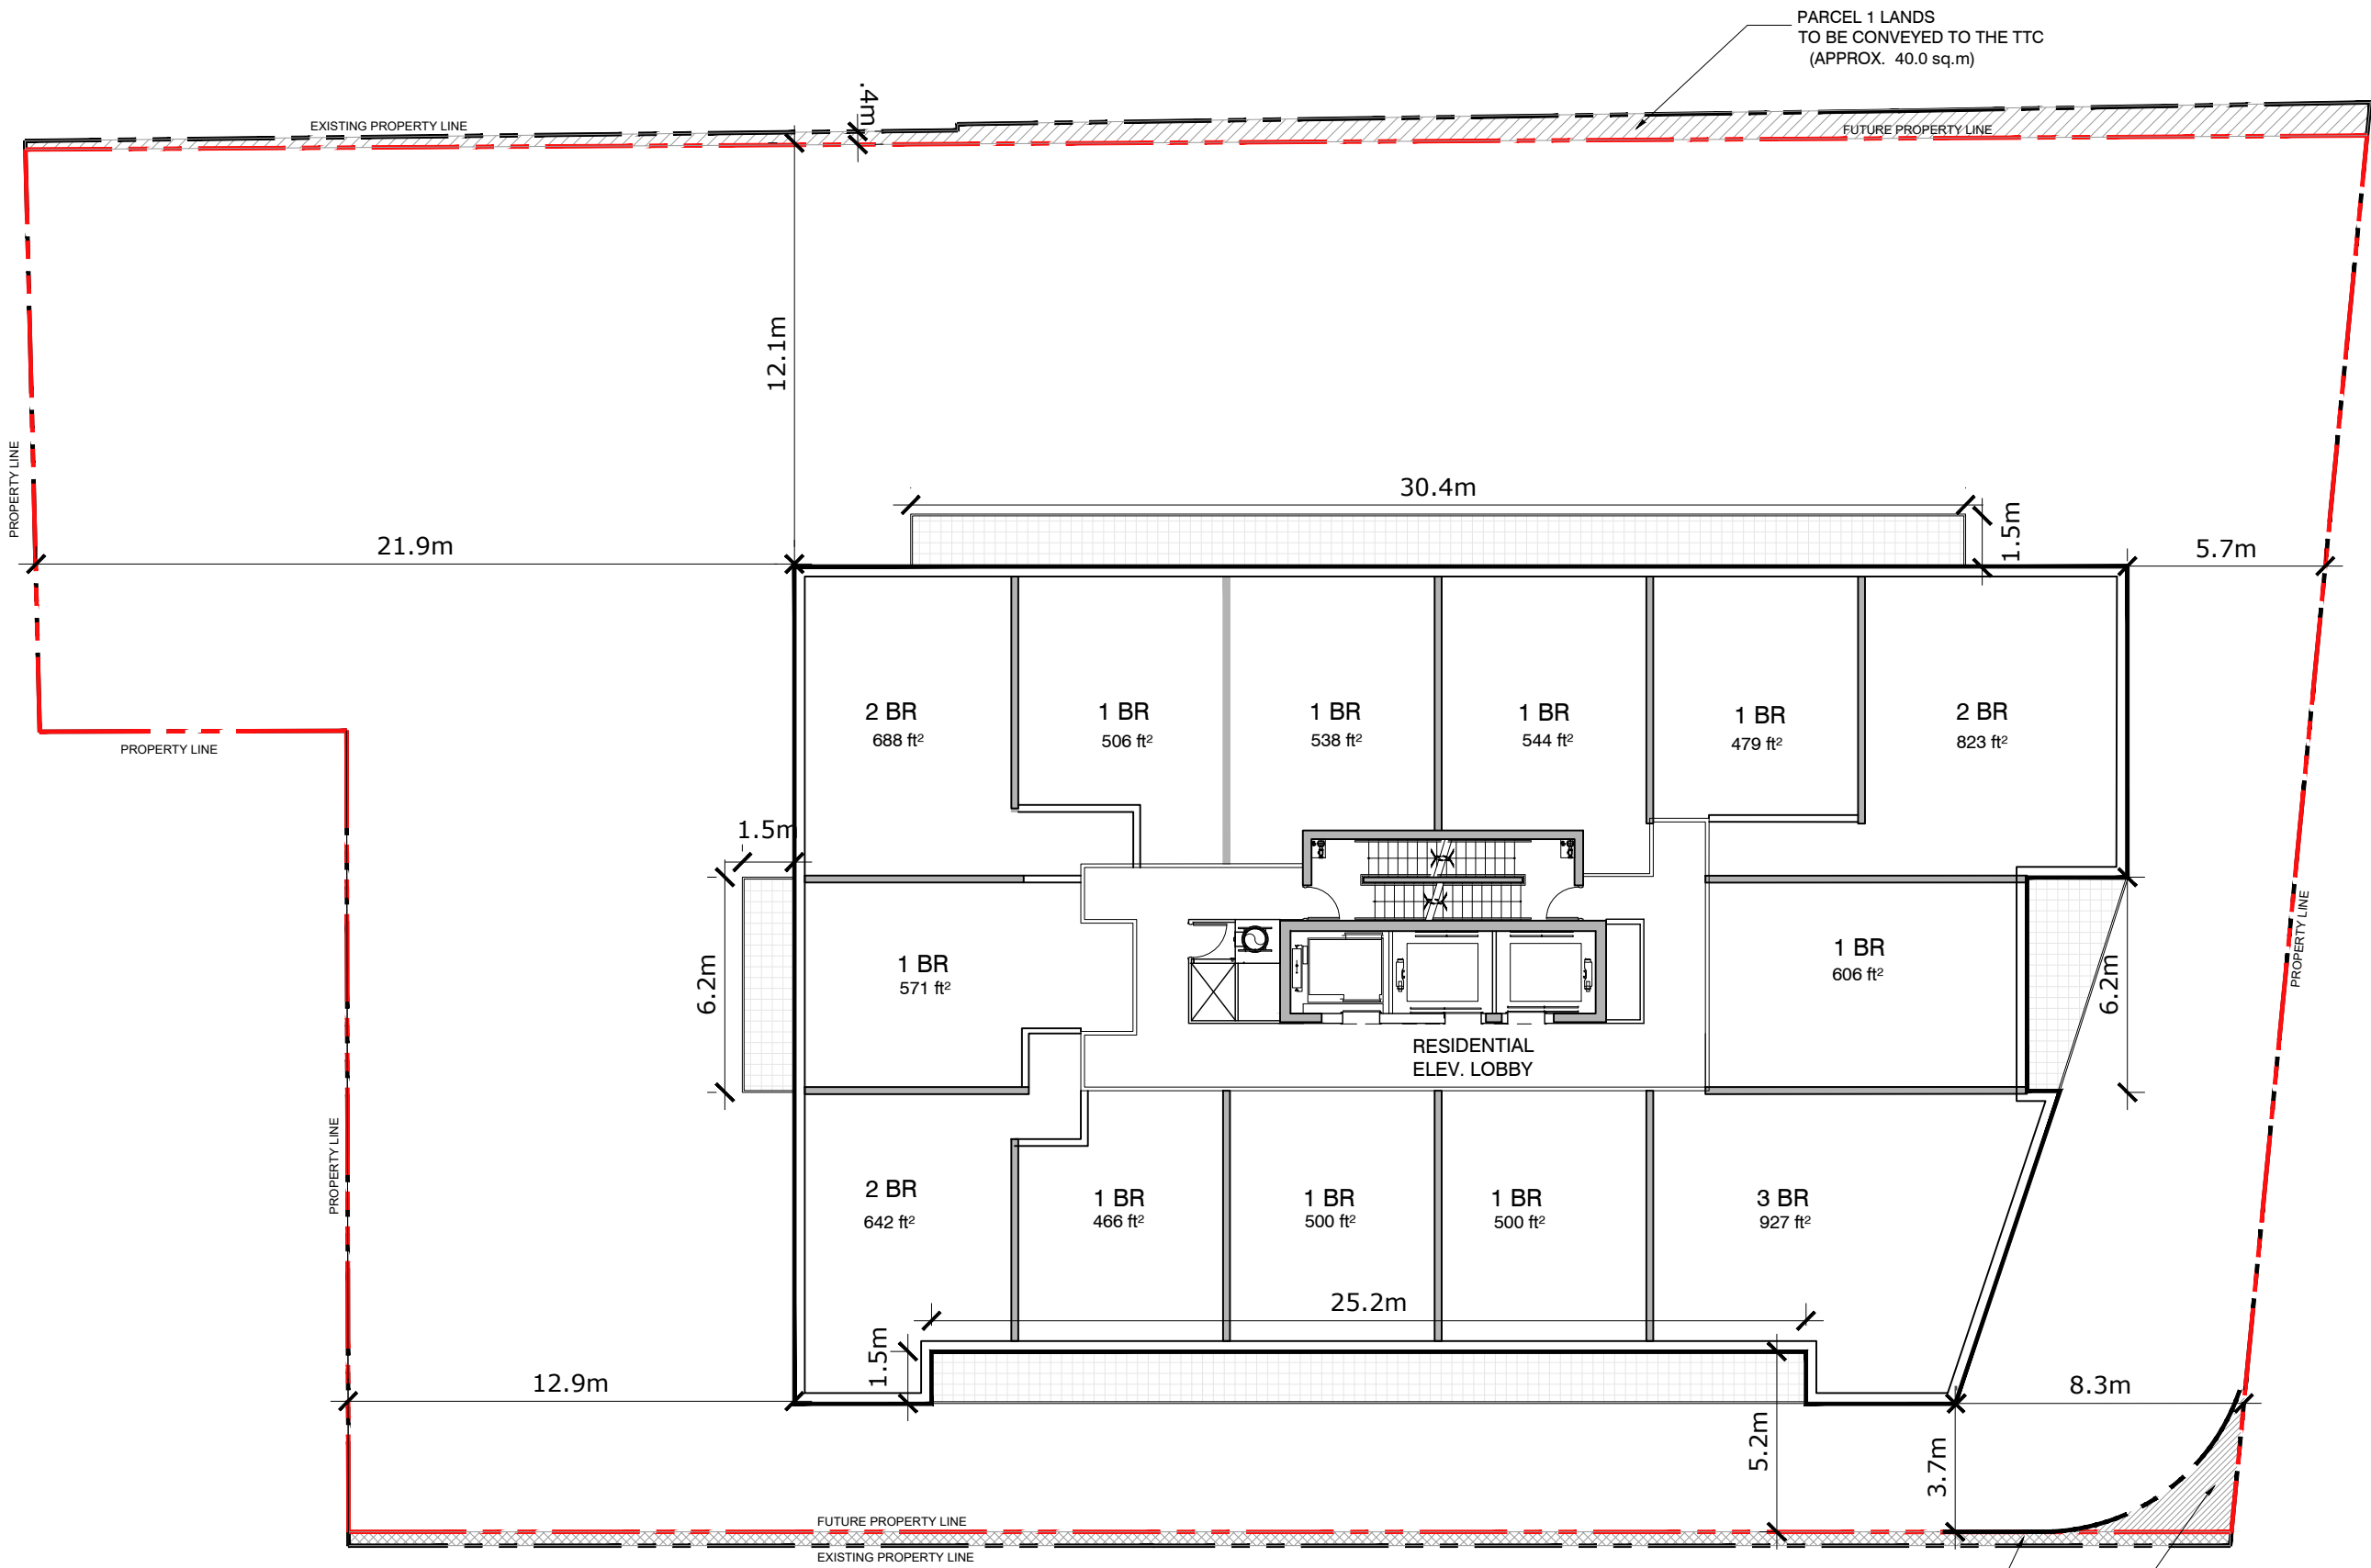 PARCEL 1 LANDS
TO BE CONVEYED TO THE TTC
(APPROX. 40.0 sq.m)
.4m
EXISTING PROPERTY LINE
FUTURE PROPERTY LINE
12.1m
PROPERTY LINE
30.4m
1.5m
21.9m
5.7m
2 BR
688 ft²
1 BR
506 ft²
1 BR
538 ft²
1 BR
544 ft²
1 BR
479 ft²
2 BR
823 ft²
PROPERTY LINE
1.5m
6.2m
1 BR
571 ft²
1 BR
606 ft²
6.2m
PROPERTY LINE
RESIDENTIAL
ELEV. LOBBY
PROPERTY LINE
2 BR
642 ft²
1 BR
466 ft²
1 BR
500 ft²
1 BR
500 ft²
3 BR
927 ft²
25.2m
1.5m
12.9m
8.3m
5.2m
3.7m
FUTURE PROPERTY LINE
EXISTING PROPERTY LINE